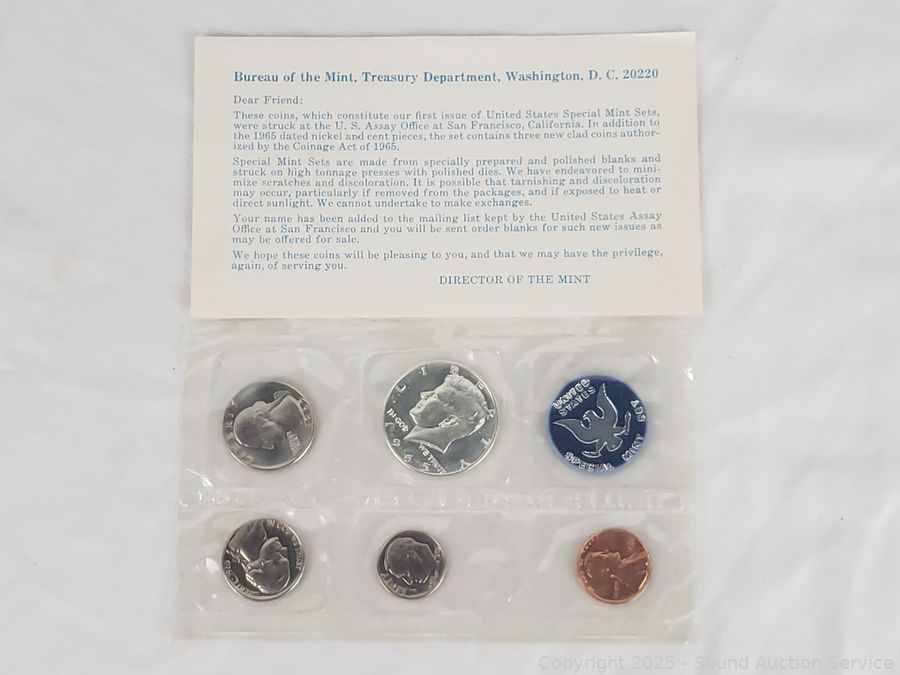 Bureau of the Mint, Treasury Department, Washington, D. C. 20220
Dear Friend:
These coins, which constitute our first issue of United States Special Mint Sets,
were struck at the U. S. Assay Office at San Francisco, California. In addition to
the 1965 dated nickel and cent pieces, the set contains three new clad coins author-
ized by the Coinage Act of 1965.
Special Mint Sets are made from specially prepared and polished blanks and
struck on high tonnage presses with polished dies. We have endeavored to mini-
mize scratches and discoloration. It is possible that tarnishing and discoloration
may occur, particularly if removed from the packages, and if exposed to heat or
direct sunlight. We cannot undertake to make exchanges.
Your name has been added to the mailing list kept by the United States Assay
Office at San Francisco and you will be sent order blanks for such new issues as
may be offered for sale.
We hope these coins will be pleasing to you, and that we may have the privilege,
again, of serving you.
DIRECTOR OF THE MINT
LIBERTY
IN GOD
WE TRUST
1965
UNITED
STATES
SPECIAL MINT SET
Copyright 2025 - Sound Auction Service